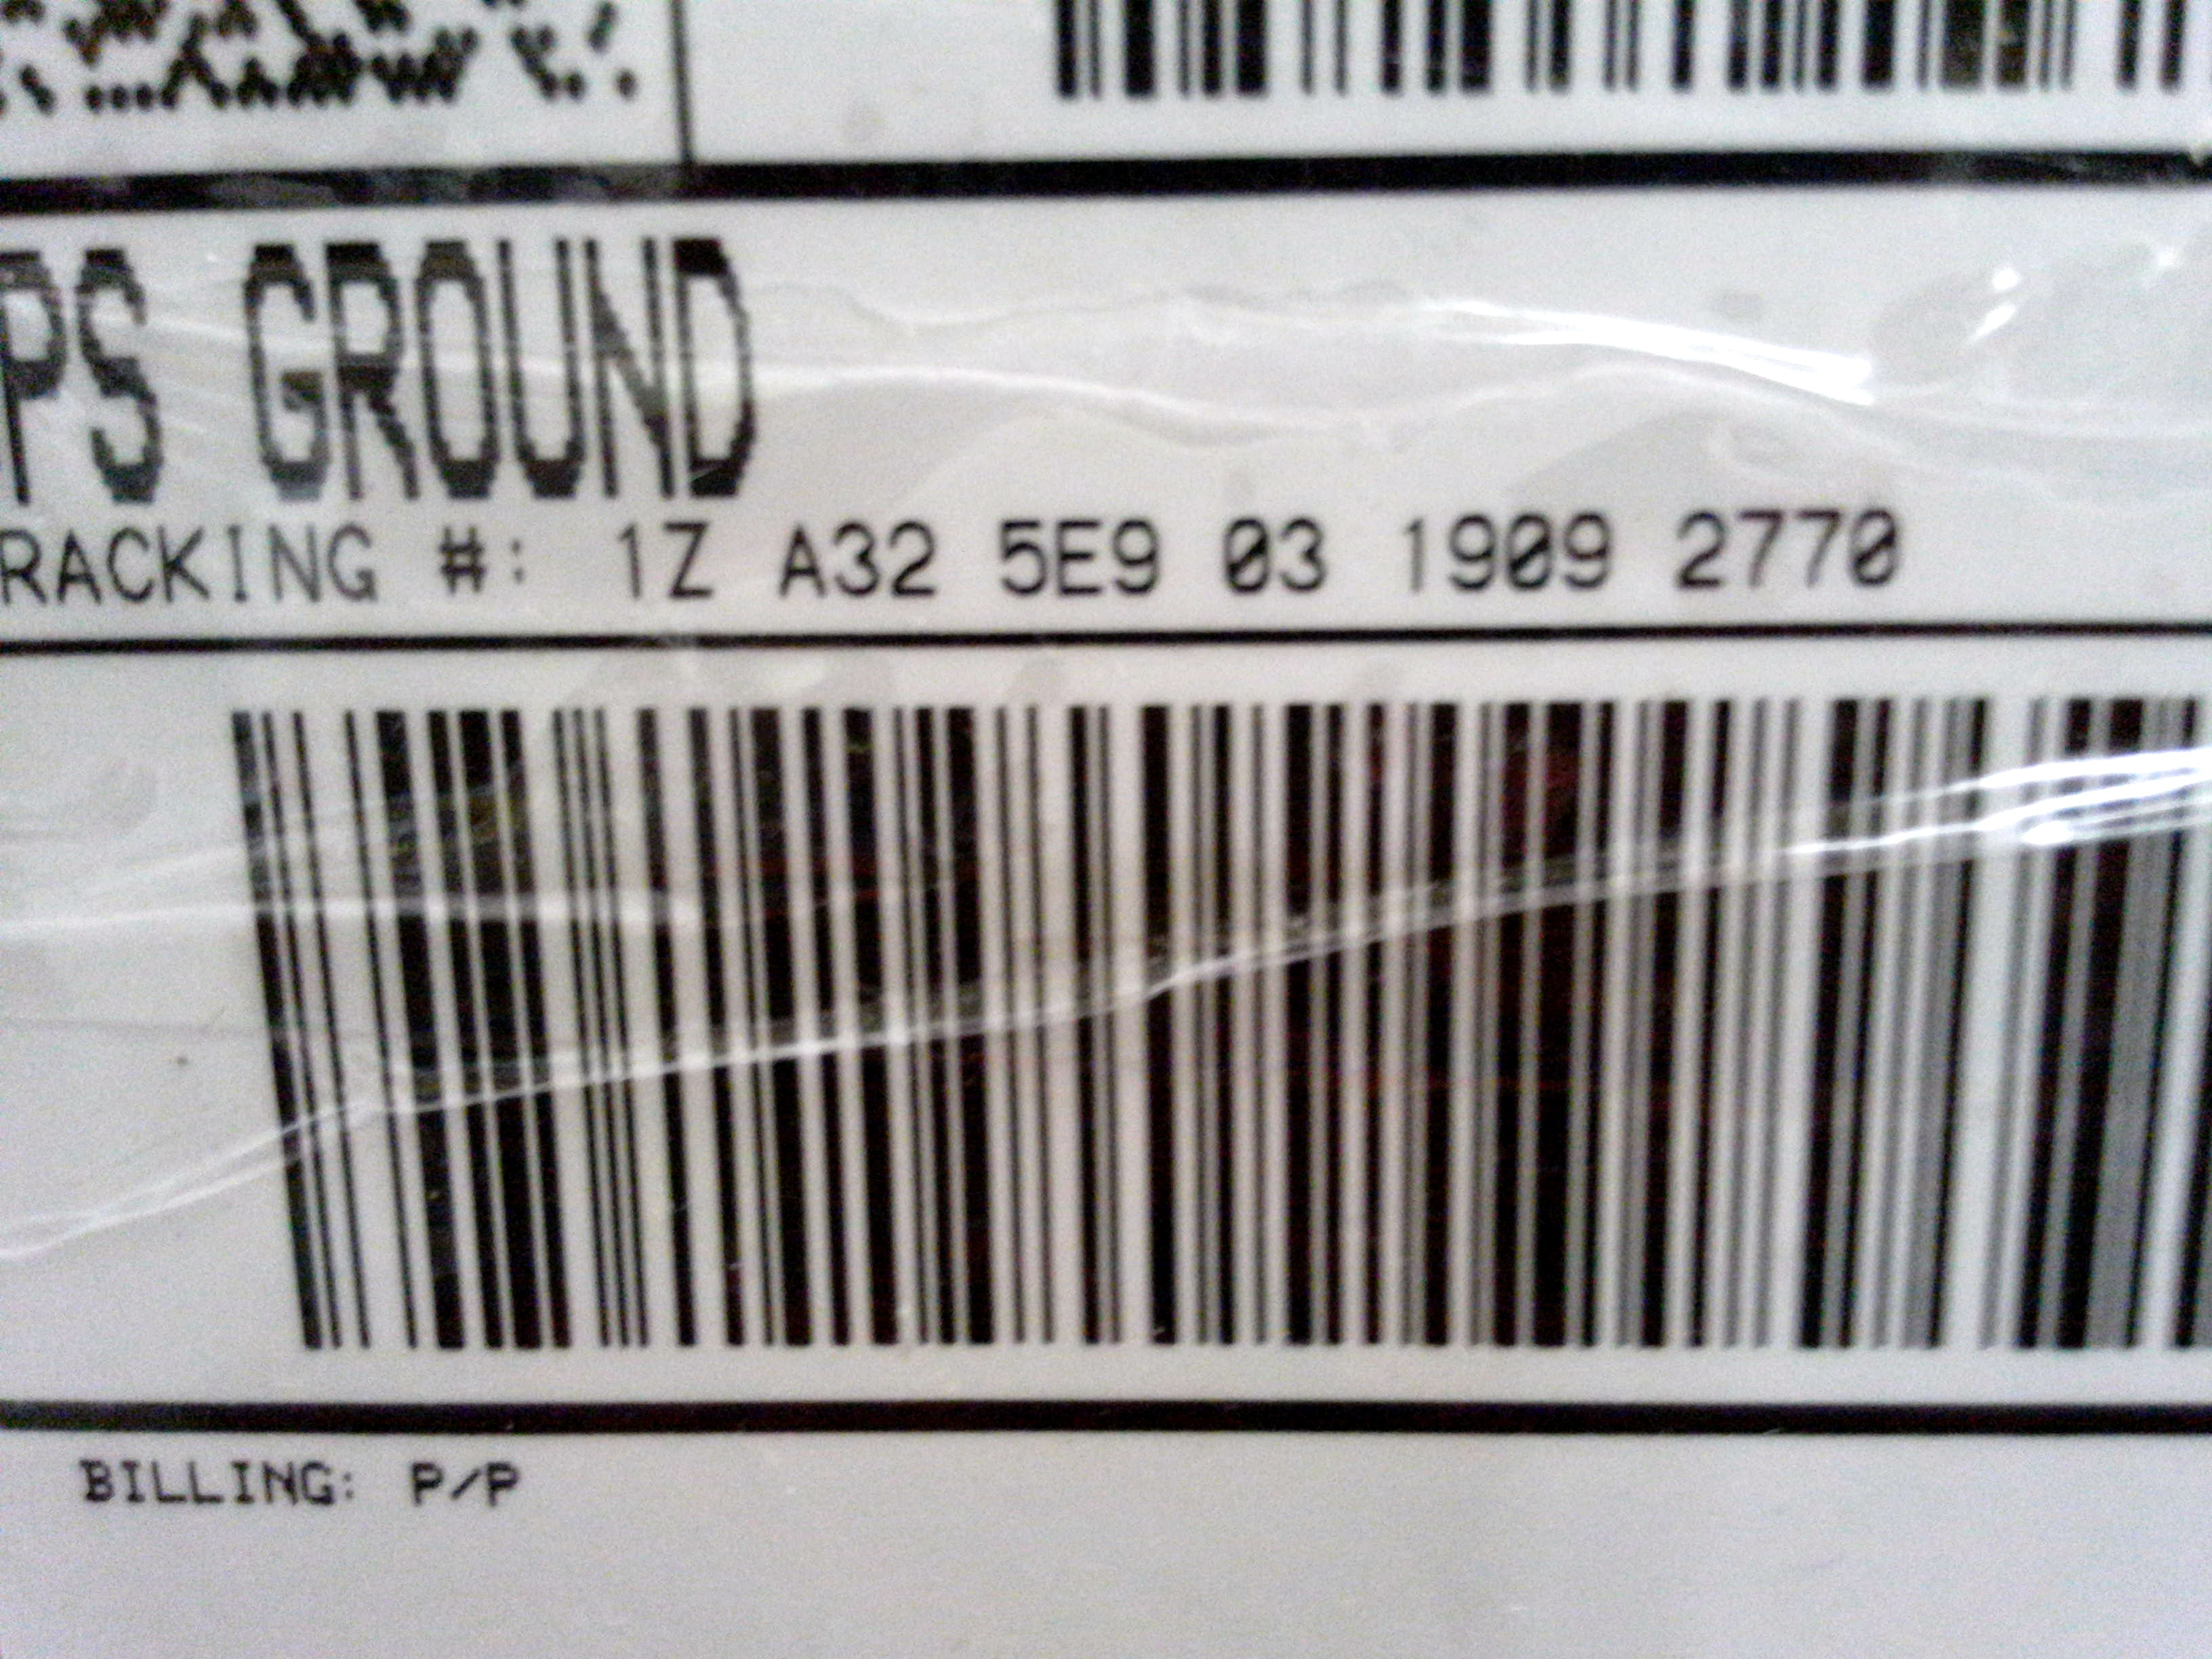 PS GROUND
RACKING #: 1Z A32 5E9 03 1909 2770
BILLING: P/P